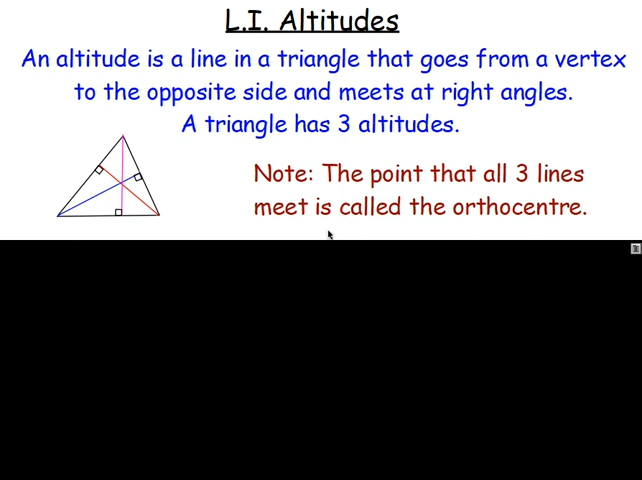 L.I. Altitudes
An altitude is a line in a triangle that goes from a vertex
to the opposite side and meets at right angles.
A triangle has 3 altitudes.
Note: The point that all 3 lines
meet is called the orthocentre.